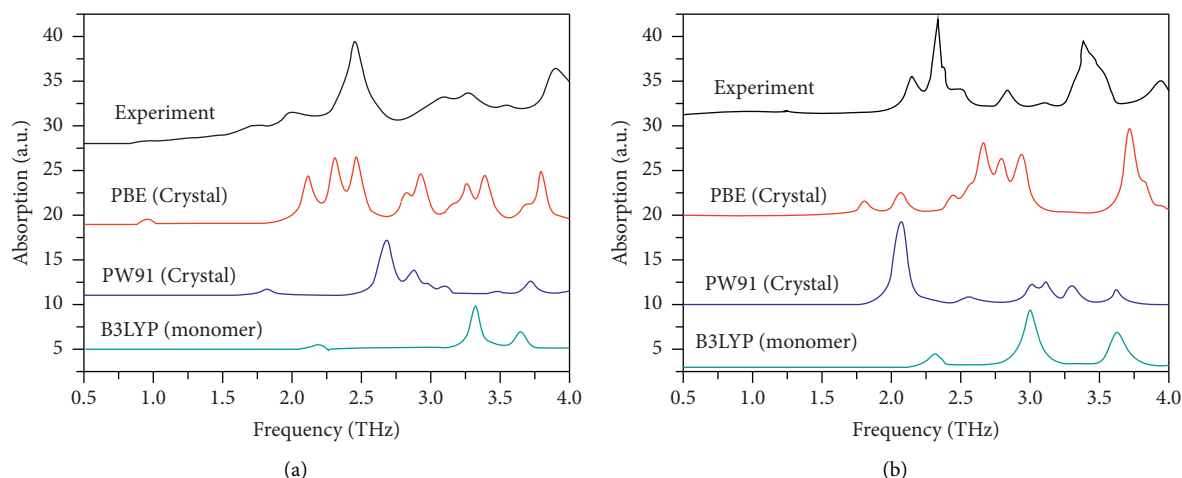 40
35
30
25
20
15
10
5
Absorption (a.u.)
Experiment
PBE (Crystal)
PW91 (Crystal)
B3LYP (monomer)
0.5 1.0 1.5 2.0 2.5 3.0 3.5 4.0
Frequency (THz)
(a)
40
35
30
25
20
15
10
5
Absorption (a.u.)
Experiment
PBE (Crystal)
PW91 (Crystal)
B3LYP (monomer)
0.5 1.0 1.5 2.0 2.5 3.0 3.5 4.0
Frequency (THz)
(b)